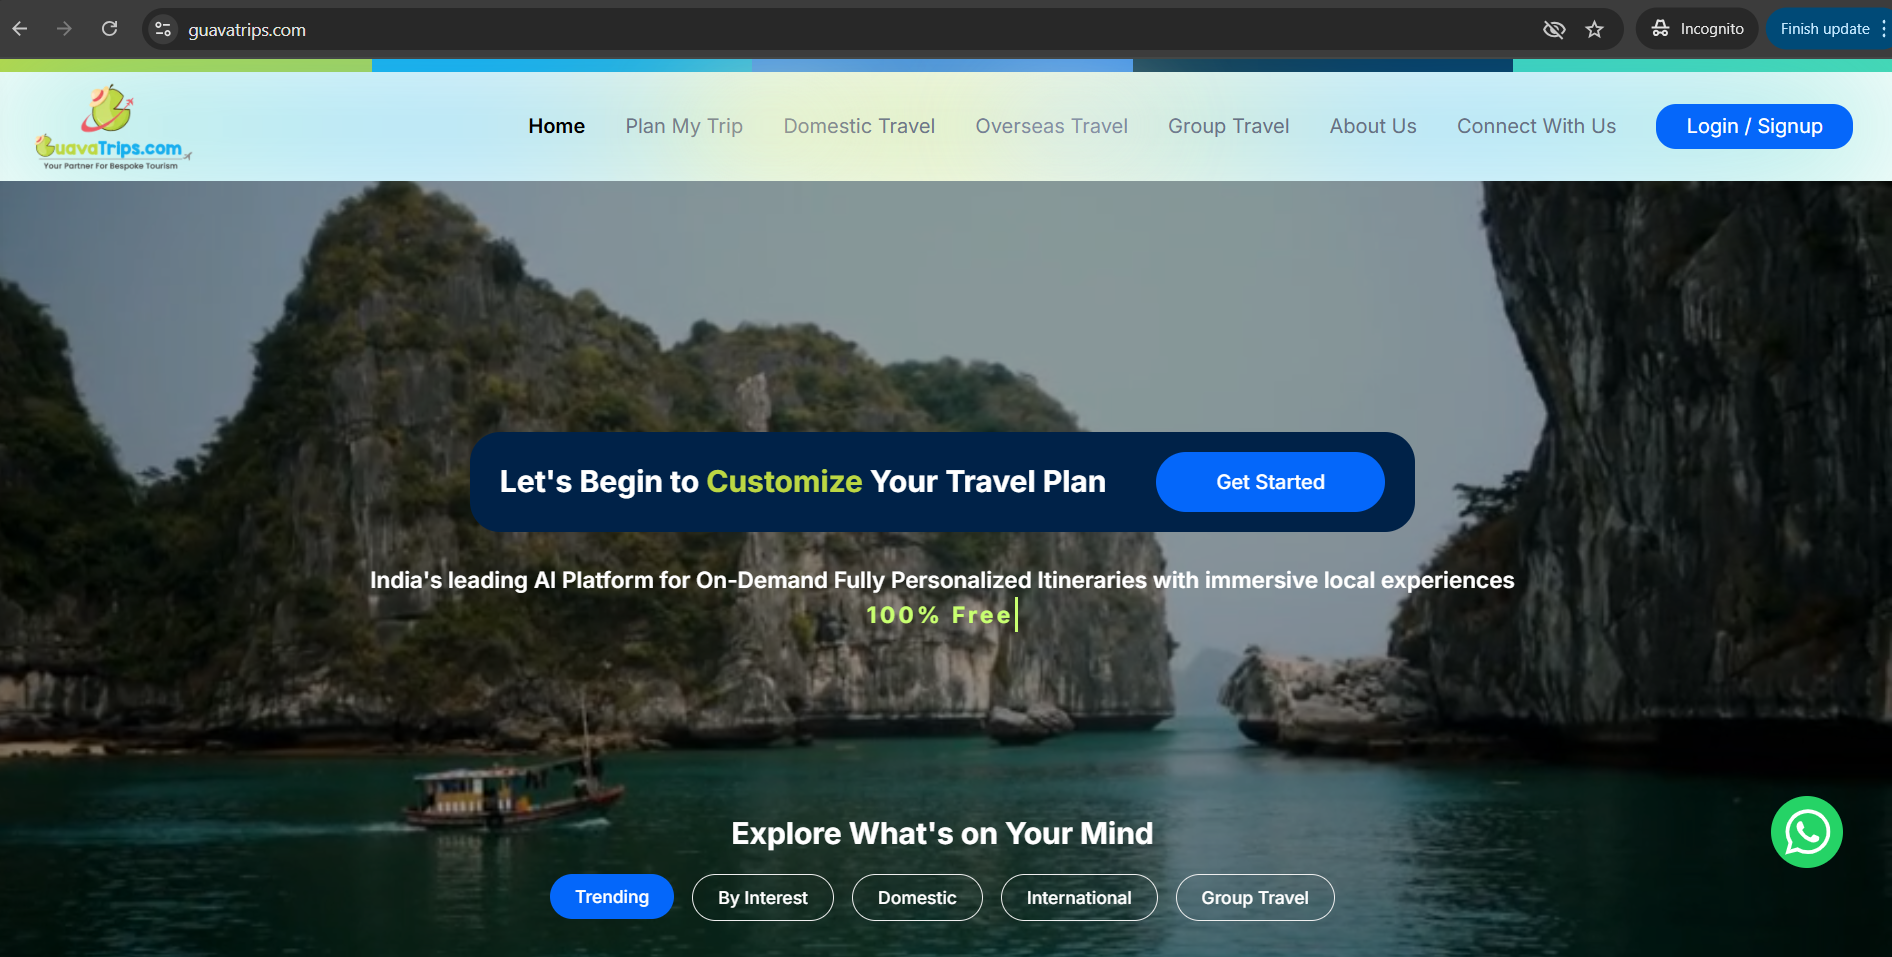 guavatrips.com
Incognito
Finish update
GuavaTrips.com
Your Partner For Bespoke Tourism
Home
Plan My Trip
Domestic Travel
Overseas Travel
Group Travel
About Us
Connect With Us
Login / Signup
Let's Begin to Customize Your Travel Plan
Get Started
India's leading AI Platform for On-Demand Fully Personalized Itineraries with immersive local experiences
100% Free
Explore What's on Your Mind
Trending
By Interest
Domestic
International
Group Travel